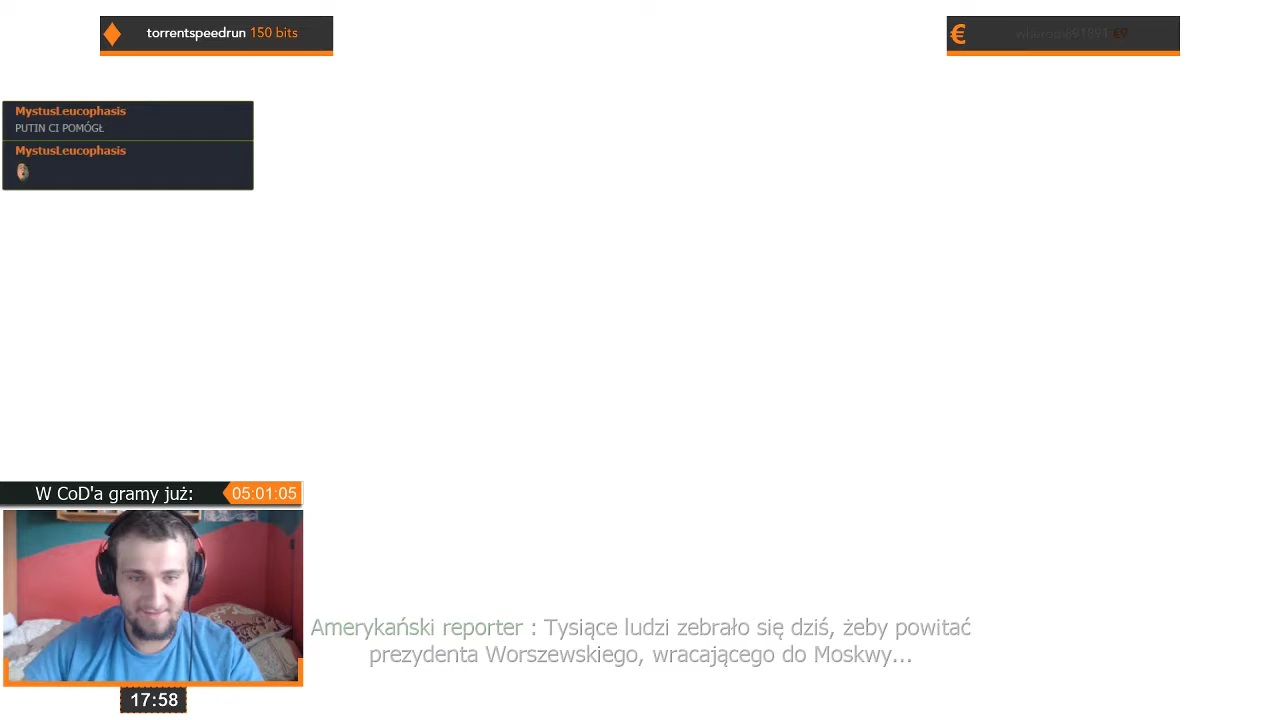 torrentspeedrun 150 bits
€
MystusLeucophasis
PUTIN CI POMÓGŁ
MystusLeucophasis
W CoD'a gramy już: 05:01:05
Amerykański reporter : Tysiące ludzi zebrało się dziś, żeby powitać
prezydenta Worszewskiego, wracającego do Moskwy...
17:58